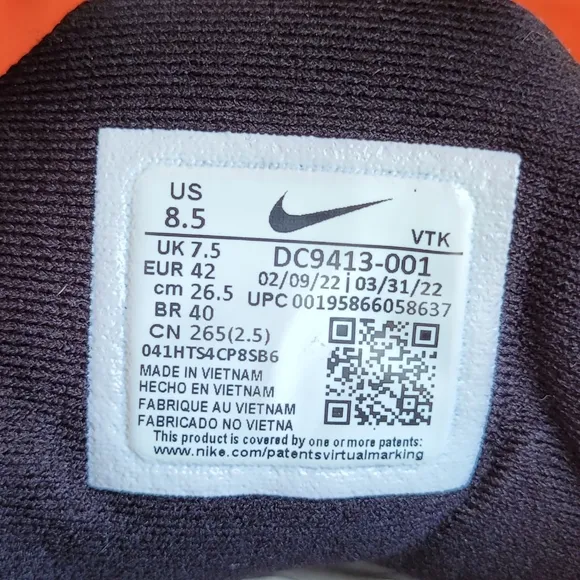 US
8.5
VTK
UK 7.5
EUR 42
cm 26.5
BR 40
CN 265(2.5)
DC9413-001
02/09/22 | 03/31/22
UPC 00195866058637
041HTS4CP8SB6
MADE IN VIETNAM
HECHO EN VIETNAM
FABRIQUE AU VIETNAM
FABRICADO NO VIETNA
This product is covered by one or more patents:
www.nike.com/patentsvirtualmarking